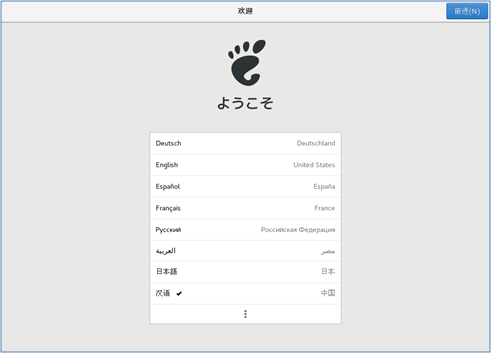 欢迎
前进(N)
ようこそ
Deutsch Deutschland
English United States
Español España
Français France
Русский Российская Федерация
العربية مصر
日本語 日本
汉语 中国